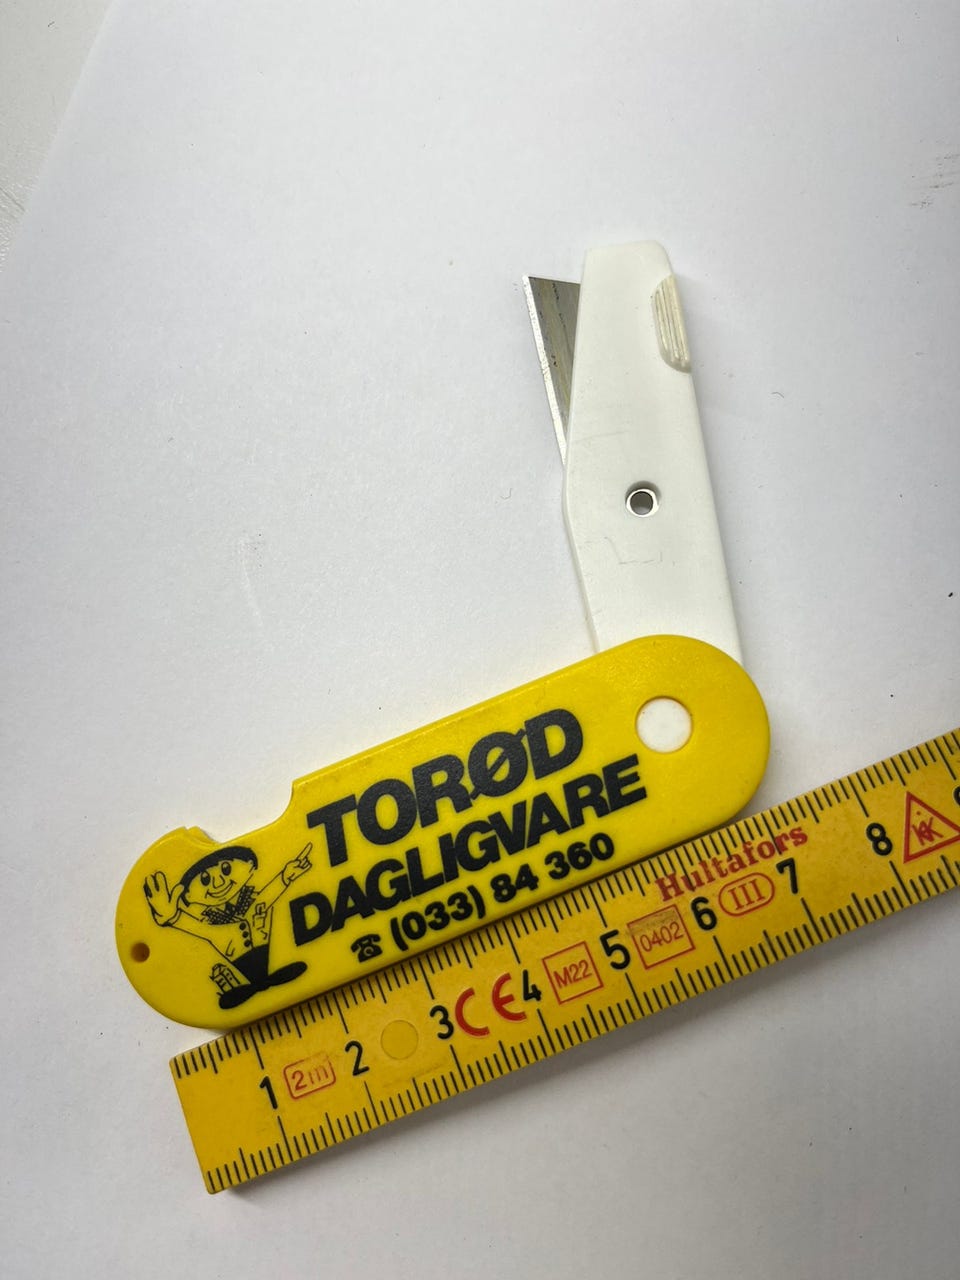 TORØD
DAGLIGVARE
☎ (033) 84 360
Hultafors
1 2m 2 3 CE 4 M22 5 0402 6 III 7 8 KK